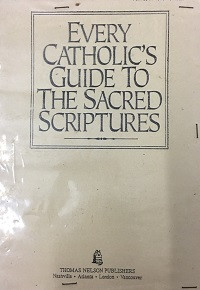 EVERY
CATHOLIC'S
GUIDE TO
THE SACRED
SCRIPTURES
THOMAS NELSON PUBLISHERS
Nashville • Atlanta • London • Vancouver